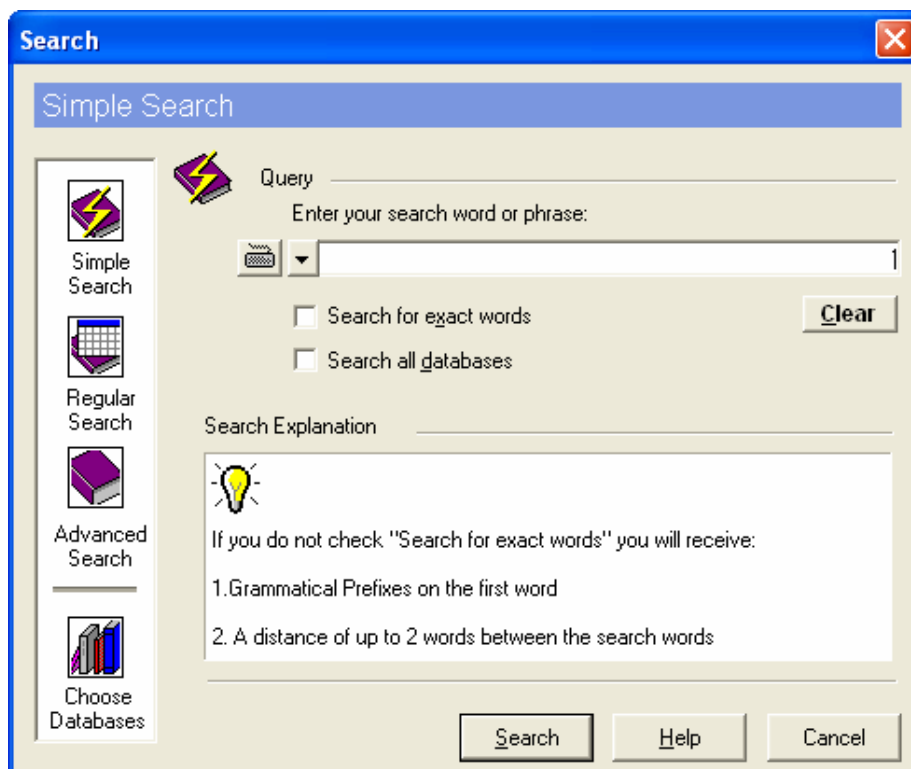 Search
Simple Search
Simple
Search
Regular
Search
Advanced
Search
Choose
Databases
Query
Enter your search word or phrase:
1
Search for exact words
Clear
Search all databases
Search Explanation
If you do not check "Search for exact words" you will receive:
1.Grammatical Prefixes on the first word
2. A distance of up to 2 words between the search words
Search
Help
Cancel